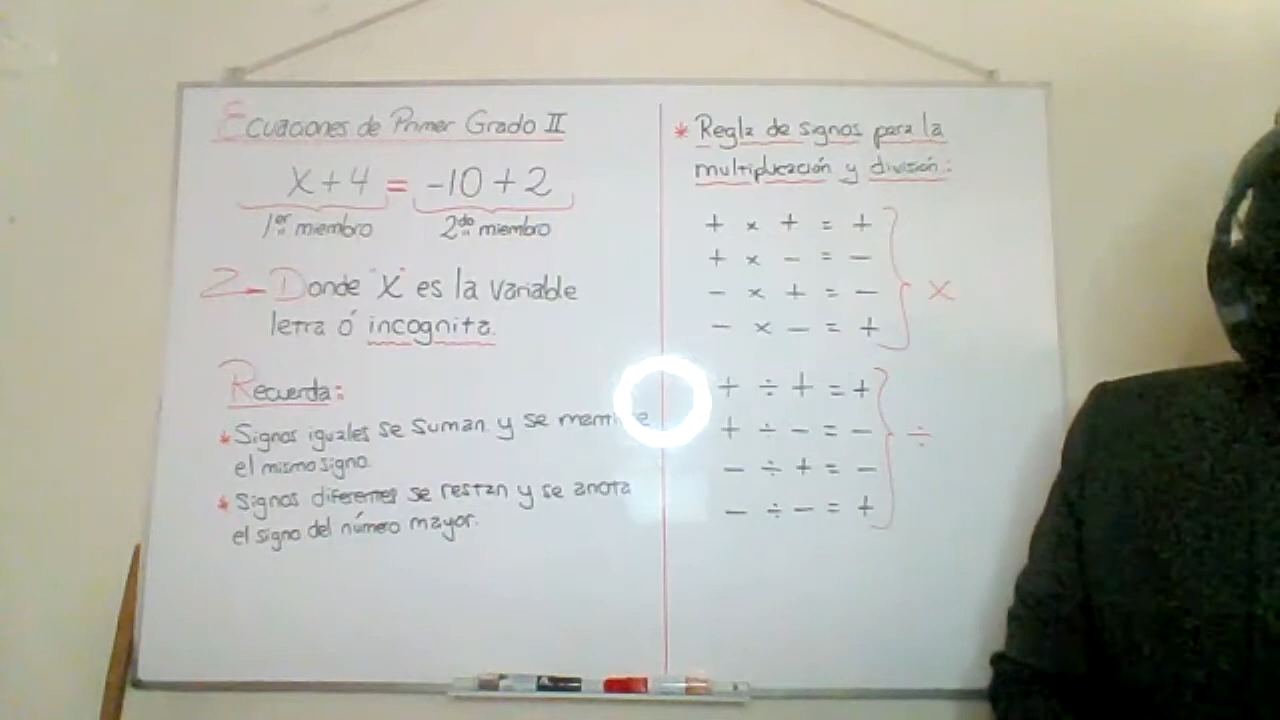 Ecuaciones de Primer Grado II
x + 4 = -10 + 2
1er miembro 2do miembro
2- Donde "X" es la variable
letra ó incognita.
Recuerda:
* Signos iguales se suman y se
el mismo signo.
* Signos diferentes se restan y se anota
el signo del número mayor.
* Regla de signos para la
multiplicación y división:
+ × + = +
+ × - = -
- × + = -
- × - = +
×
+ ÷ + = +
+ ÷ - = -
- ÷ + = -
- ÷ - = +
÷